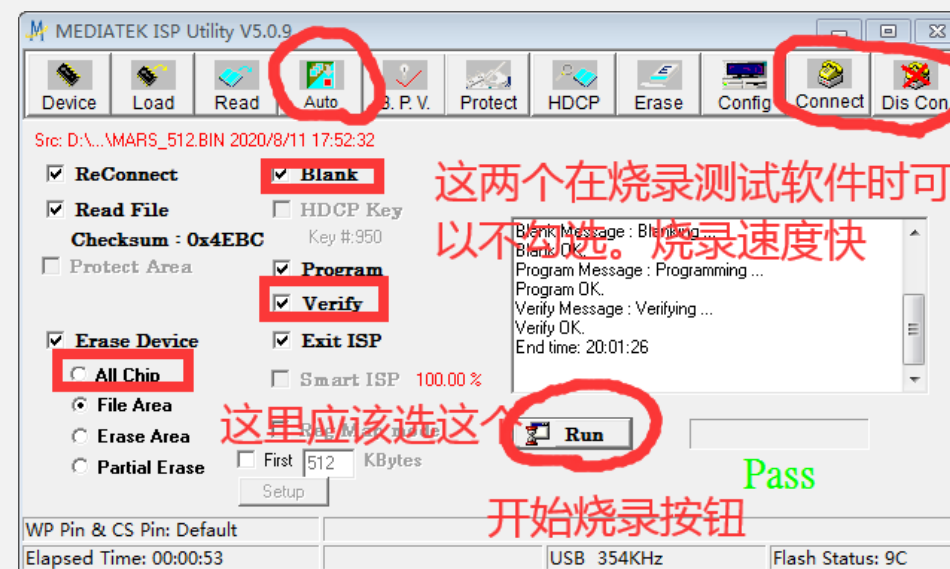 MEDIATEK ISP Utility V5.0.9
Device Load Read Auto B. P. V. Protect HDCP Erase Config Connect Dis Con.
Src: D:\...\MARS_512.BIN 2020/8/11 17:52:32
ReConnect
Blank
这两个在烧录测试软件时可
Read File
HDCP Key
以不勾选。烧录速度快
Checksum : 0x4EBC
Key #:950
Blank Message : Blanking ...
Blank OK.
Protect Area
Program
Program Message : Programming ...
Program OK.
Verify
Verify Message : Verifying ...
Verify OK.
Erase Device
Exit ISP
End time: 20:01:26
All Chip
Smart ISP 100.00 %
File Area
这里应该选这个
Reg Map mode
Run
Erase Area
Partial Erase
First 512 KBytes
Pass
Setup
开始烧录按钮
WP Pin & CS Pin: Default
Elapsed Time: 00:00:53
USB 354KHz
Flash Status: 9C